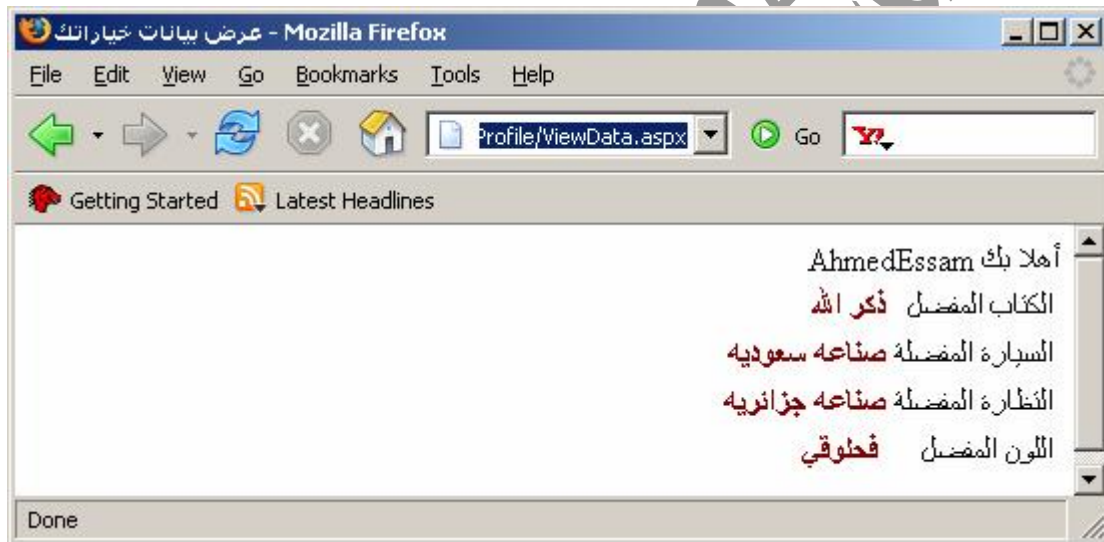 عرض بيانات خياراتك - Mozilla Firefox
File Edit View Go Bookmarks Tools Help
Profile/ViewData.aspx Go Y!
Getting Started Latest Headlines
أهلا بك AhmedEssam
الكتاب المفضل ذكر الله
السيارة المفضلة صناعه سعوديه
النظارة المفضلة صناعه جزائريه
اللون المفضل فحلوقي
Done